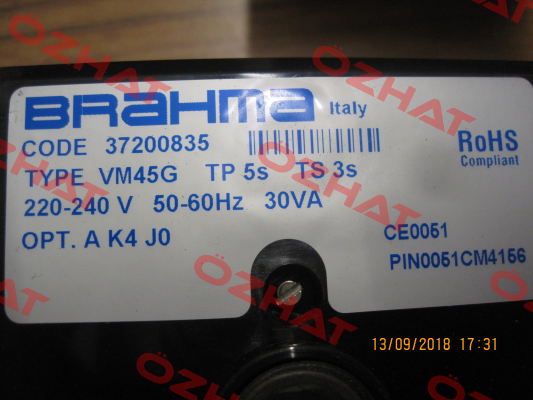 BRAHMA Italy
CODE 37200835
RoHS
Compliant
TYPE VM45G TP 5s TS 3s
220-240 V 50-60Hz 30VA
OPT. A K4 J0
CE0051
PIN0051CM4156
13/09/2018 17:31
OZHAT
OZHAT
OZHAT
OZHAT
OZHAT
OZHAT